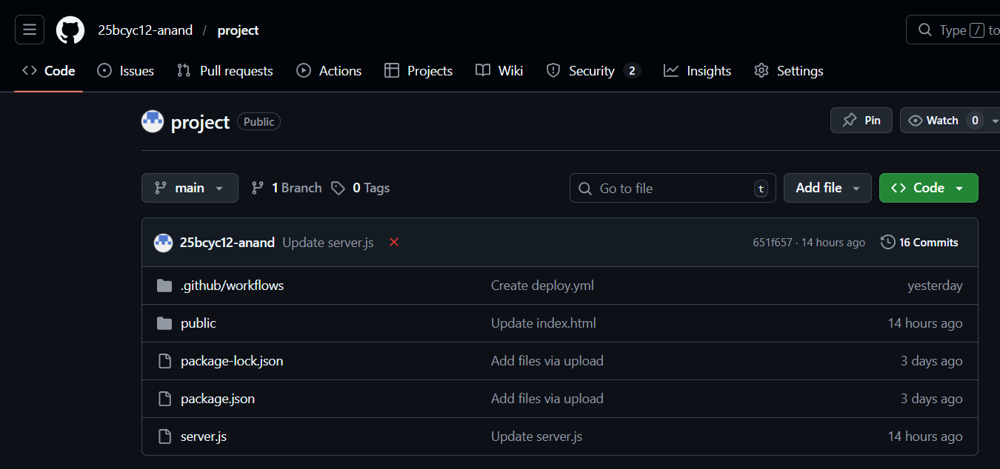 25bcyc12-anand / project
Type / to
Code Issues Pull requests Actions Projects Wiki Security 2 Insights Settings
project Public
Pin Watch 0
main 1 Branch 0 Tags Go to file t Add file Code
25bcyc12-anand Update server.js 651f657 · 14 hours ago 16 Commits
.github/workflows Create deploy.yml yesterday
public Update index.html 14 hours ago
package-lock.json Add files via upload 3 days ago
package.json Add files via upload 3 days ago
server.js Update server.js 14 hours ago